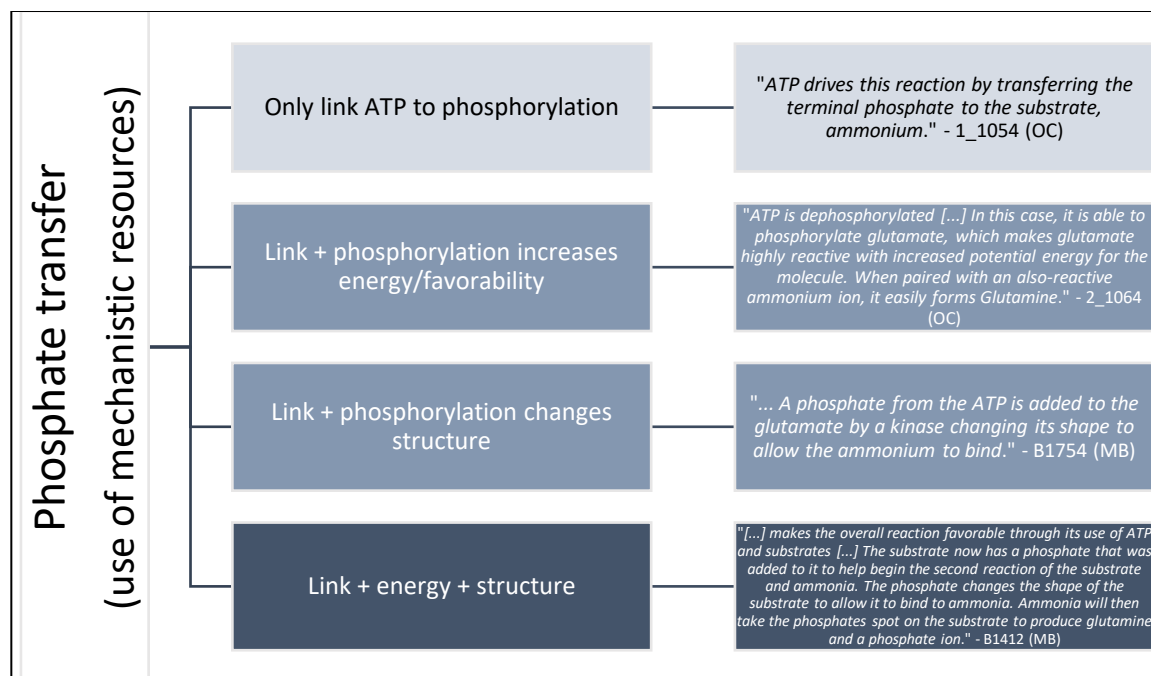 Phosphate transfer
(use of mechanistic resources)
Only link ATP to phosphorylation
"ATP drives this reaction by transferring the
terminal phosphate to the substrate,
ammonium." - 1_1054 (OC)
Link + phosphorylation increases
energy/favorability
"ATP is dephosphorylated [...] In this case, it is able to
phosphorylate glutamate, which makes glutamate
highly reactive with increased potential energy for the
molecule. When paired with an also-reactive
ammonium ion, it easily forms Glutamine." - 2_1064
(OC)
Link + phosphorylation changes
structure
"... A phosphate from the ATP is added to the
glutamate by a kinase changing its shape to
allow the ammonium to bind." - B1754 (MB)
Link + energy + structure
"[...] makes the overall reaction favorable through its use of ATP
and substrates [...] The substrate now has a phosphate that was
added to it to help begin the second reaction of the substrate
and ammonia. The phosphate changes the shape of the
substrate to allow it to bind to ammonia. Ammonia will then
take the phosphates spot on the substrate to produce glutamine
and a phosphate ion." - B1412 (MB)